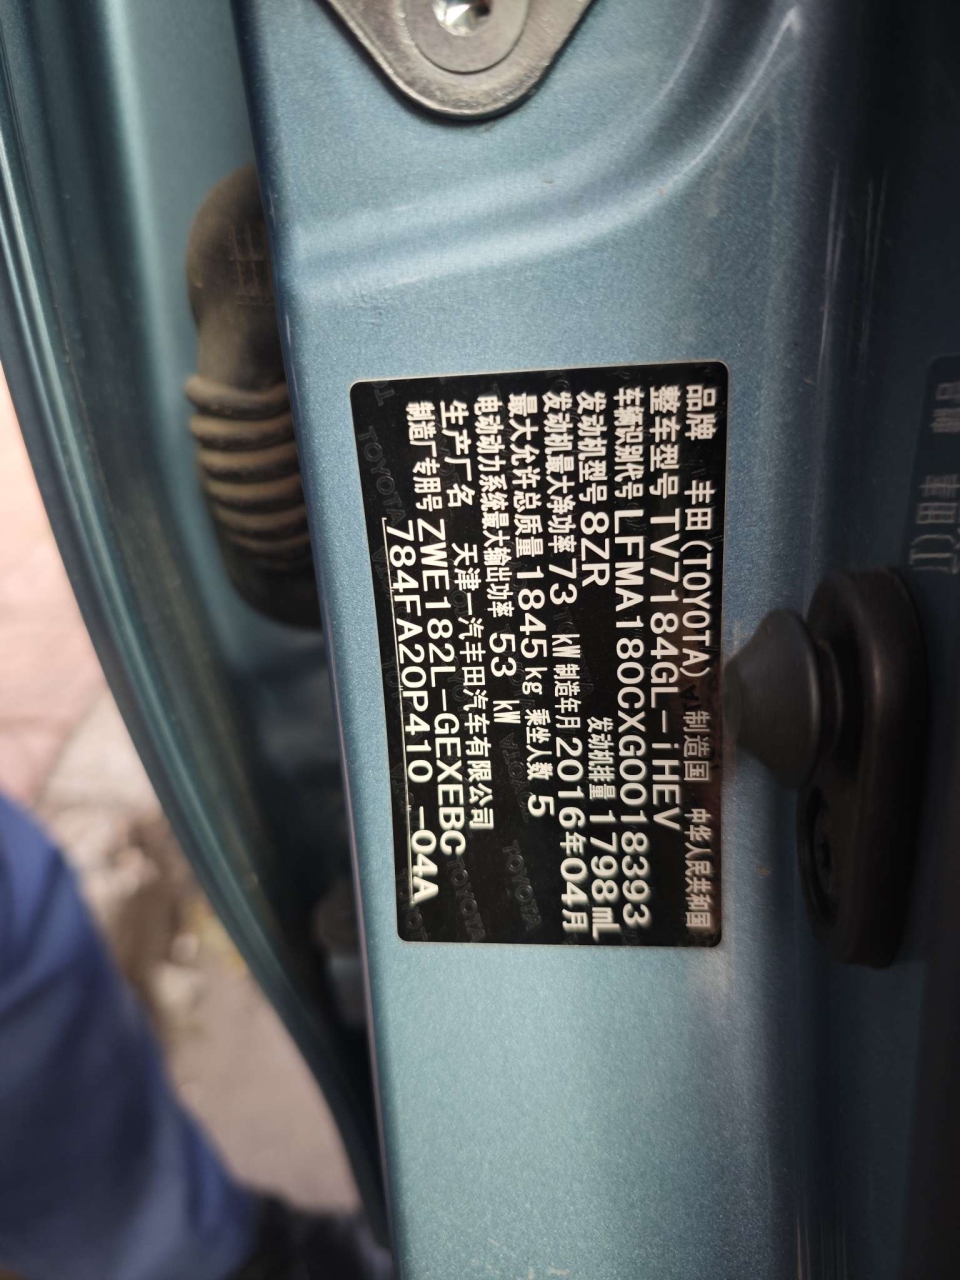 品牌 丰田(TOYOTA) 制造国 中华人民共和国
整车型号 TV7184GL-iHEV
车辆识别代号 LFMA180CXG0018393
发动机型号 8ZR 发动机排量 1798mL
发动机最大净功率 73 kW 制造年月 2016年04月
最大允许总质量 1845kg 乘坐人数 5
电动动力系统最大输出功率 53 kW
生产厂名 天津一汽丰田汽车有限公司
制造厂专用号 ZWE182L-GEXEBC
784FA20P410-04A